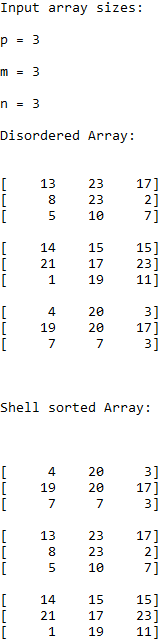 Input array sizes:
p = 3
m = 3
n = 3
Disordered Array:
[ 13 23 17]
[ 8 23 2]
[ 5 10 7]
[ 14 15 15]
[ 21 17 23]
[ 1 19 11]
[ 4 20 3]
[ 19 20 17]
[ 7 7 3]
Shell sorted Array:
[ 4 20 3]
[ 19 20 17]
[ 7 7 3]
[ 13 23 17]
[ 8 23 2]
[ 5 10 7]
[ 14 15 15]
[ 21 17 23]
[ 1 19 11]